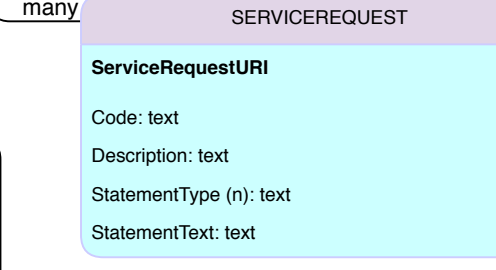 many
SERVICEREQUEST
ServiceRequestURI
Code: text
Description: text
StatementType (n): text
StatementText: text